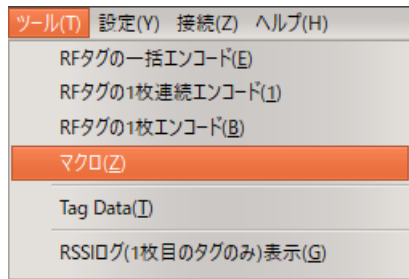 ツール(T) 設定(Y) 接続(Z) ヘルプ(H)
RFタグの一括エンコード(E)
RFタグの1枚連続エンコード(1)
RFタグの1枚エンコード(B)
マクロ(Z)
Tag Data(T)
RSSIログ(1枚目のタグのみ)表示(G)